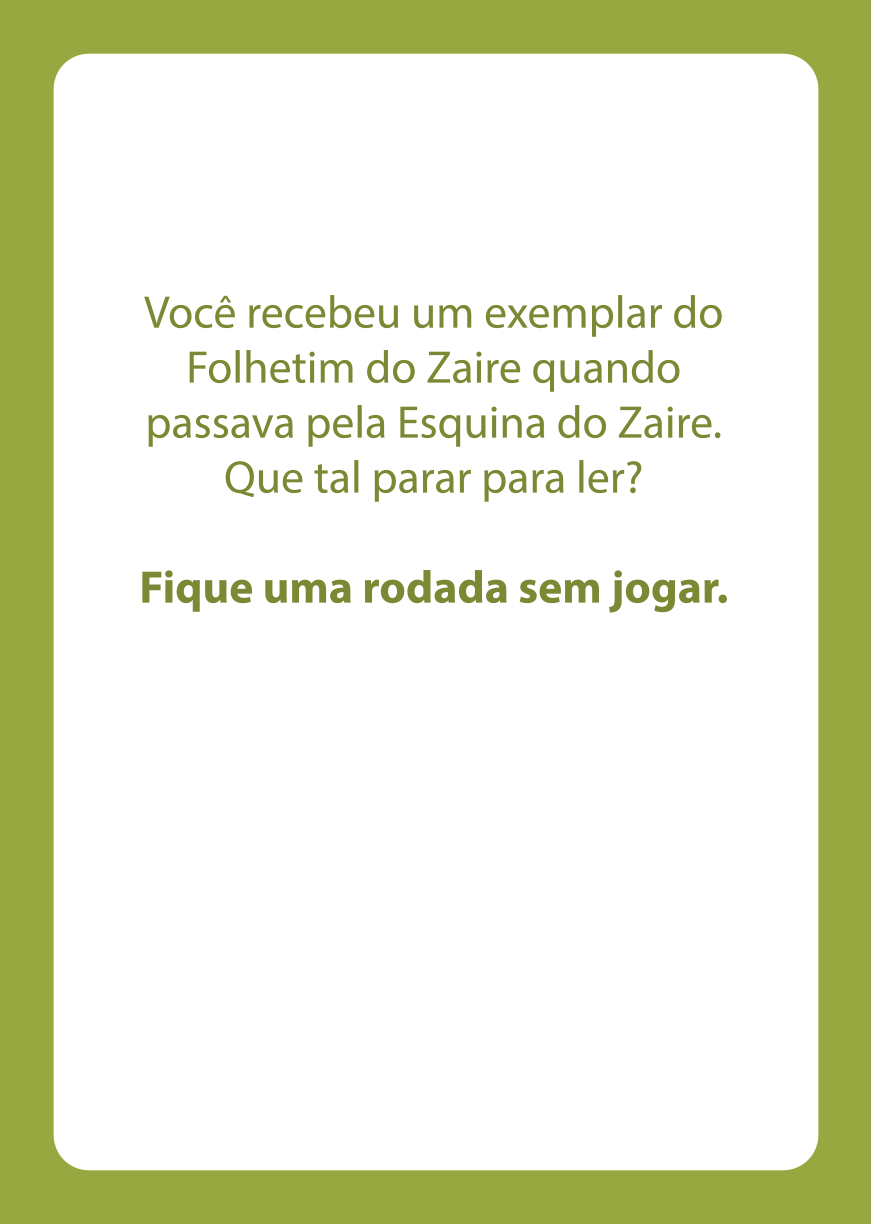 Você recebeu um exemplar do
Folhetim do Zaire quando
passava pela Esquina do Zaire.
Que tal parar para ler?
Fique uma rodada sem jogar.